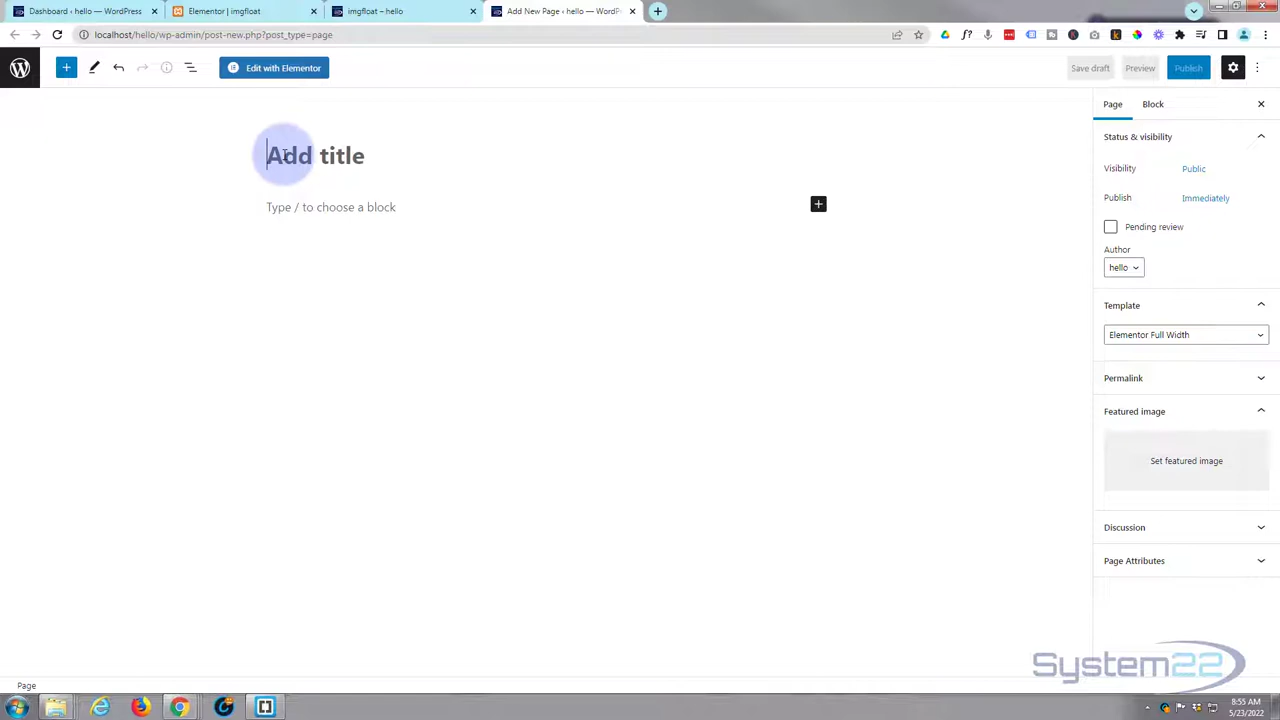 Dashboard ‹ hello — WordPress
Elementor | imgfloat
imgfloat – hello
Add New Page ‹ hello — WordPr
localhost/hello/wp-admin/post-new.php?post_type=page
Edit with Elementor
Save draft
Preview
Publish
Add title
Type / to choose a block
Page
Block
Status & visibility
Visibility
Public
Publish
Immediately
Pending review
Author
hello
Template
Elementor Full Width
Permalink
Featured image
Set featured image
Discussion
Page Attributes
System22
Page
8:55 AM
5/23/2022